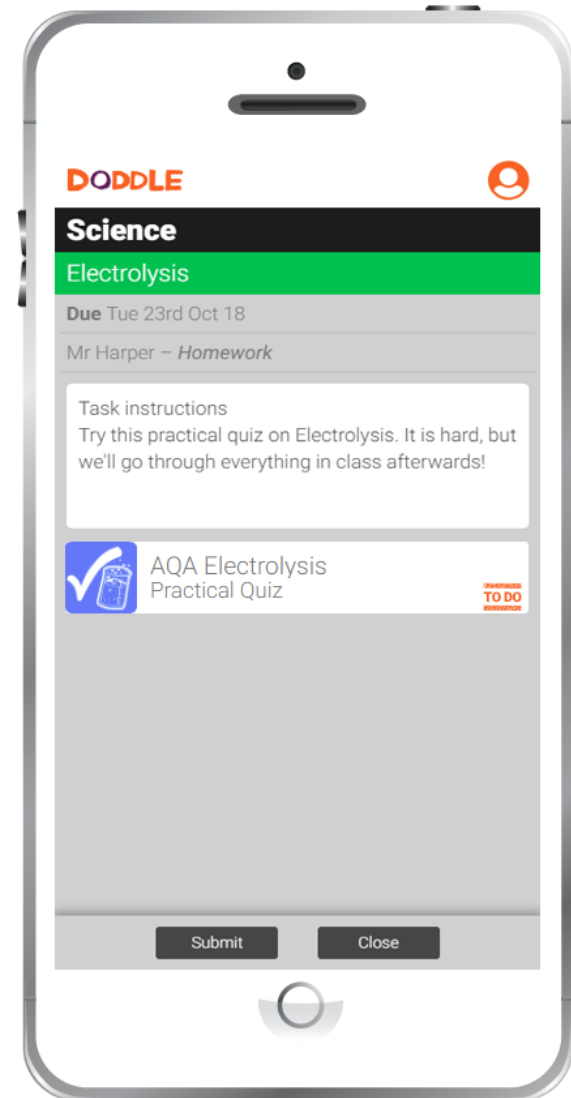 DODDLE
Science
Electrolysis
Due Tue 23rd Oct 18
Mr Harper – Homework
Task instructions
Try this practical quiz on Electrolysis. It is hard, but
we'll go through everything in class afterwards!
AQA Electrolysis
Practical Quiz
TO DO
Submit
Close